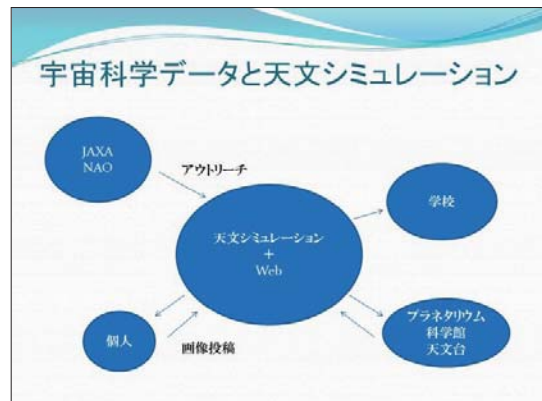 宇宙科学データと天文シミュレーション
JAXA
NAO
アウトリーチ
学校
天文シミュレーション
+
Web
個人
画像投稿
プラネタリウム
科学館
天文台